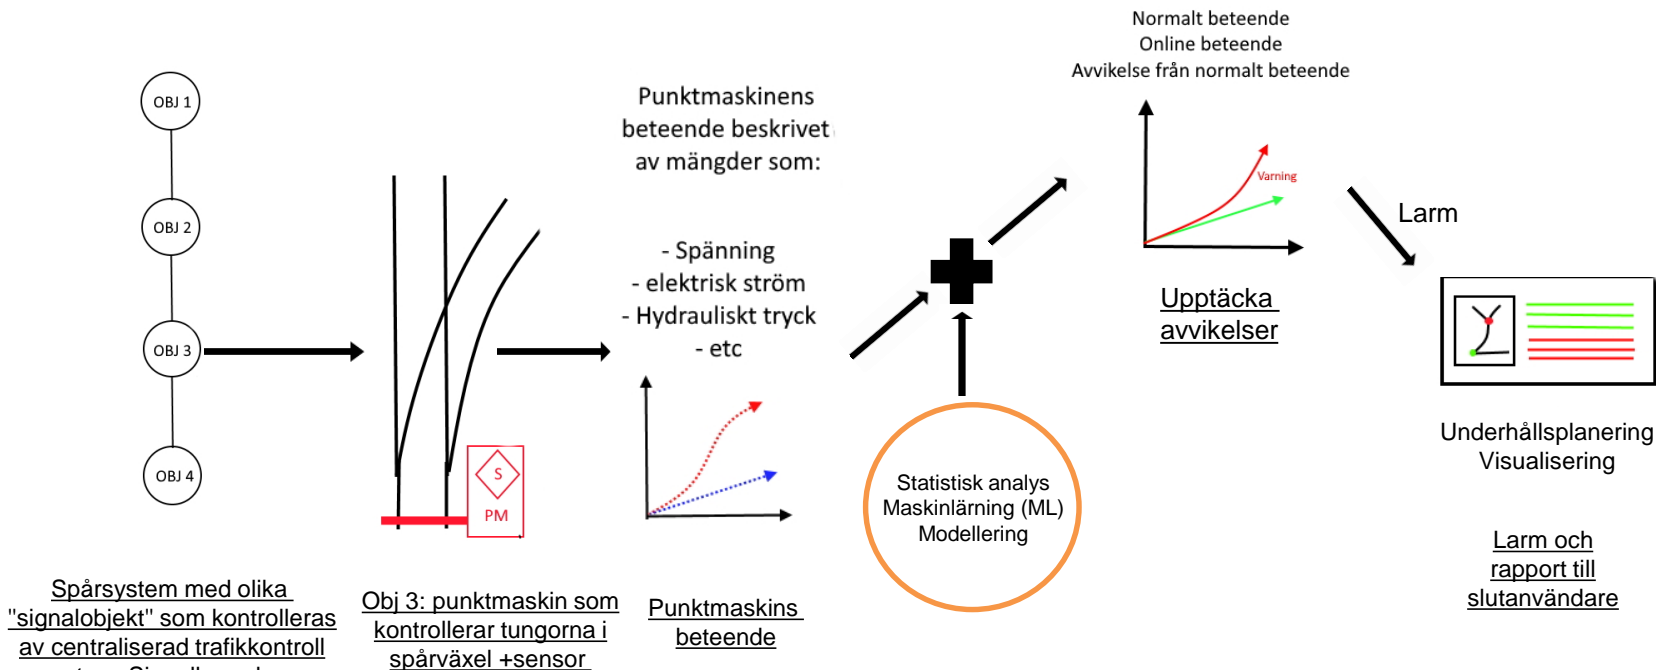 OBJ 1
OBJ 2
OBJ 3
OBJ 4
Spårsystem med olika
"signalobjekt" som kontrolleras
av centraliserad trafikkontroll
S
PM
Obj 3: punktmaskin som
kontrollerar tungorna i
spårväxel +sensor
Punktmaskinens
beteende beskrivet
av mängder som:
- Spänning
- elektrisk ström
- Hydrauliskt tryck
- etc
Punktmaskins
beteende
Statistisk analys
Maskinlärning (ML)
Modellering
Normalt beteende
Online beteende
Avvikelse från normalt beteende
Varning
Upptäcka
avvikelser
Larm
Underhållsplanering
Visualisering
Larm och
rapport till
slutanvändare